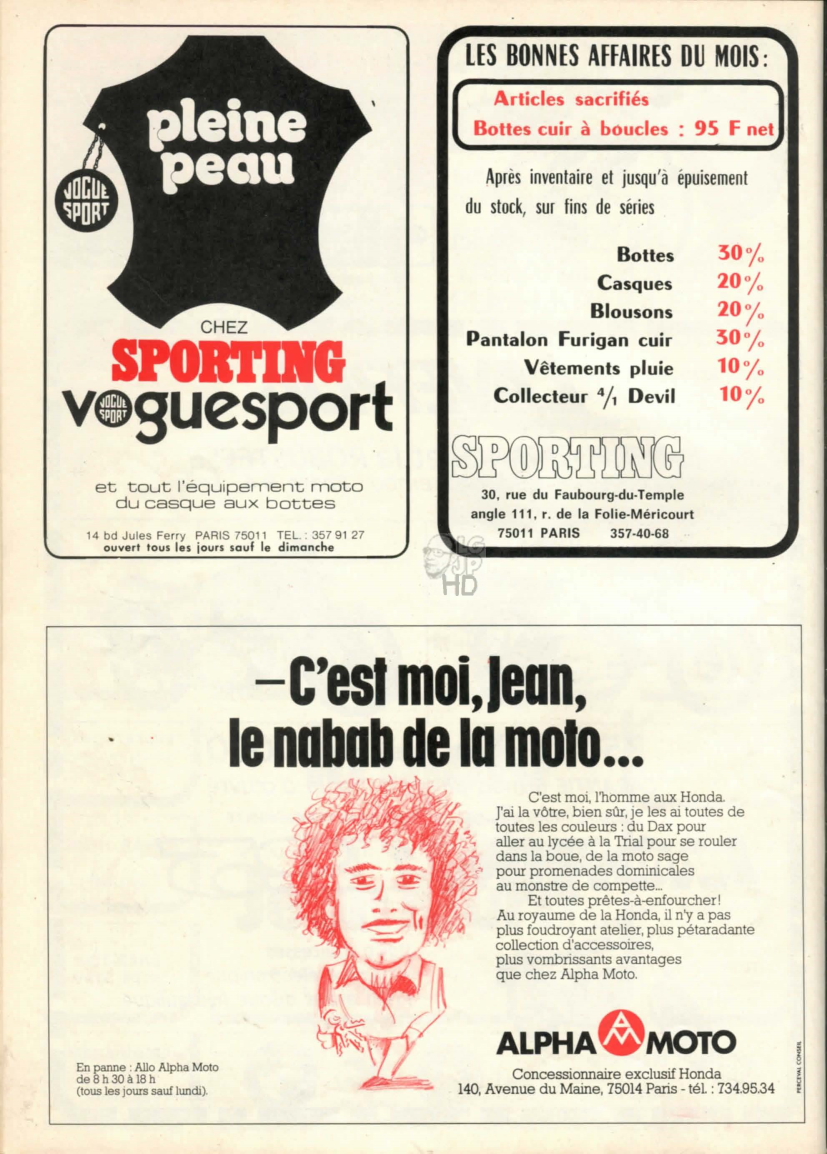 pleine
peau
VOGUE
SPORT
CHEZ
SPORTING
voguesport
VOGUE
SPORT
et tout l'équipement moto
du casque aux bottes
14 bd Jules Ferry PARIS 75011 TEL.: 357 91 27
ouvert tous les jours sauf le dimanche
LES BONNES AFFAIRES DU MOIS:
Articles sacrifiés
Bottes cuir à boucles : 95 F net
Après inventaire et jusqu'à épuisement
du stock, sur fins de séries
Bottes 30%
Casques 20%
Blousons 20%
Pantalon Furigan cuir 30%
Vêtements pluie 10%
Collecteur 4/1 Devil 10%
SPORTING
30, rue du Faubourg-du-Temple
angle 111, r. de la Folie-Méricourt
75011 PARIS 357-40-68
HD
—C'est moi, Jean,
le nabab de la moto...
C'est moi, l'homme aux Honda.
J'ai la vôtre, bien sûr, je les ai toutes de
toutes les couleurs : du Dax pour
aller au lycée à la Trial pour se rouler
dans la boue, de la moto sage
pour promenades dominicales
au monstre de compette...
Et toutes prêtes-à-enfourcher!
Au royaume de la Honda, il n'y a pas
plus foudroyant atelier, plus pétaradante
collection d'accessoires,
plus vombrissants avantages
que chez Alpha Moto.
ALPHA MOTO
Concessionnaire exclusif Honda
140, Avenue du Maine, 75014 Paris - tél. : 734.95.34
En panne : Allo Alpha Moto
de 8 h 30 à 18 h
(tous les jours sauf lundi).
PERCEVAL CONSEIL